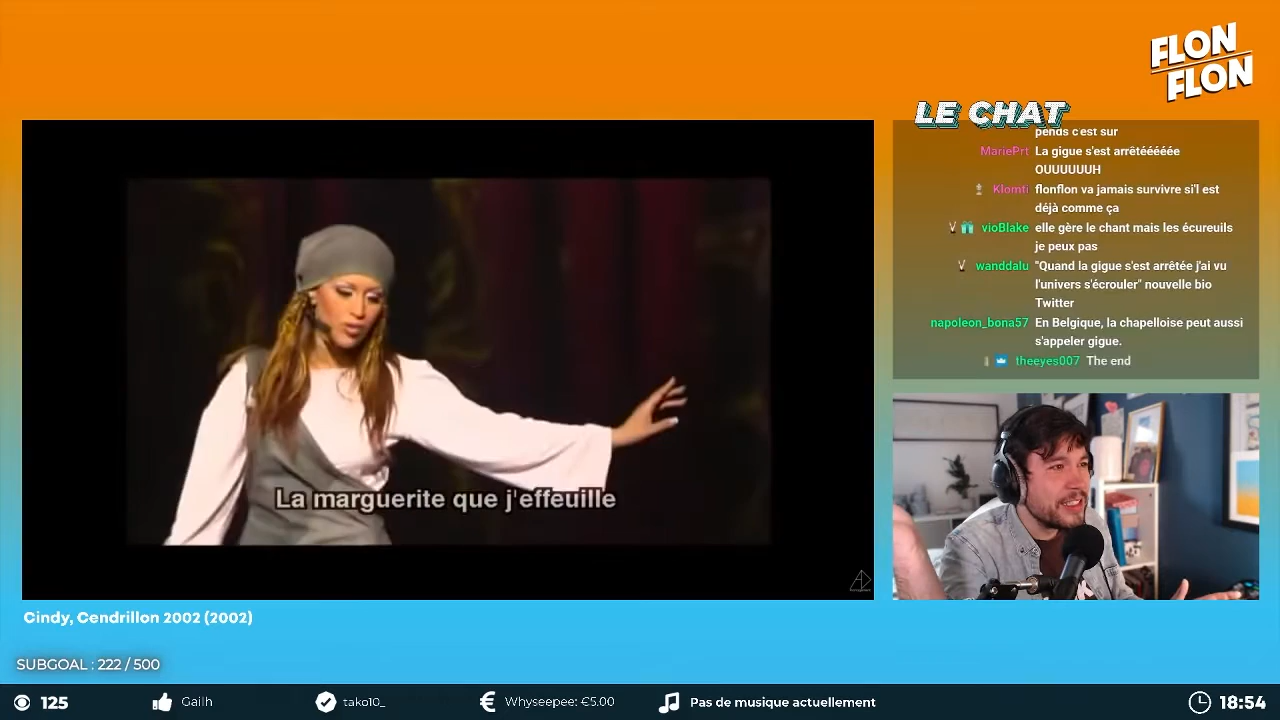 FLON
FLON
LE CHAT
pends c'est sur
MariePrt La gigue s'est arrêtééééée
OUUUUUUH
Klomti flonflon va jamais survivre si'l est
déjà comme ça
vioBlake elle gère le chant mais les écureuils
je peux pas
wanddalu "Quand la gigue s'est arrêtée j'ai vu
l'univers s'écrouler" nouvelle bio
Twitter
napoleon_bona57 En Belgique, la chapelloise peut aussi
s'appeler gigue.
theeyes007 The end
La marguerite que j'effeuille
Cindy, Cendrillon 2002 (2002)
SUBGOAL : 222 / 500
125 Gailh tako10_ € Whyseepee: €5.00 Pas de musique actuellement 18:54